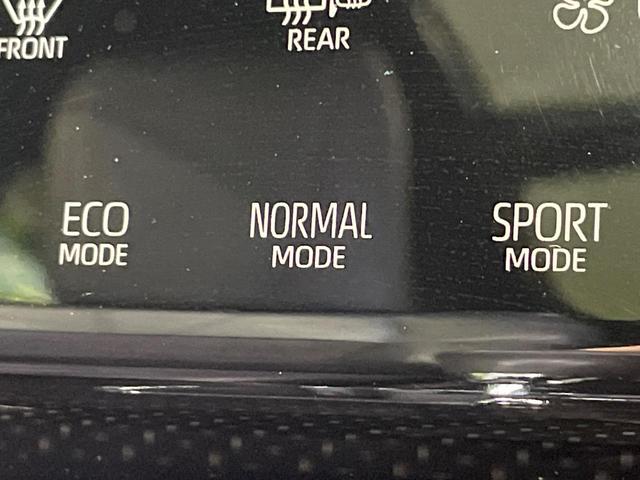 FRONT
REAR
ECO
MODE
NORMAL
MODE
SPORT
MODE